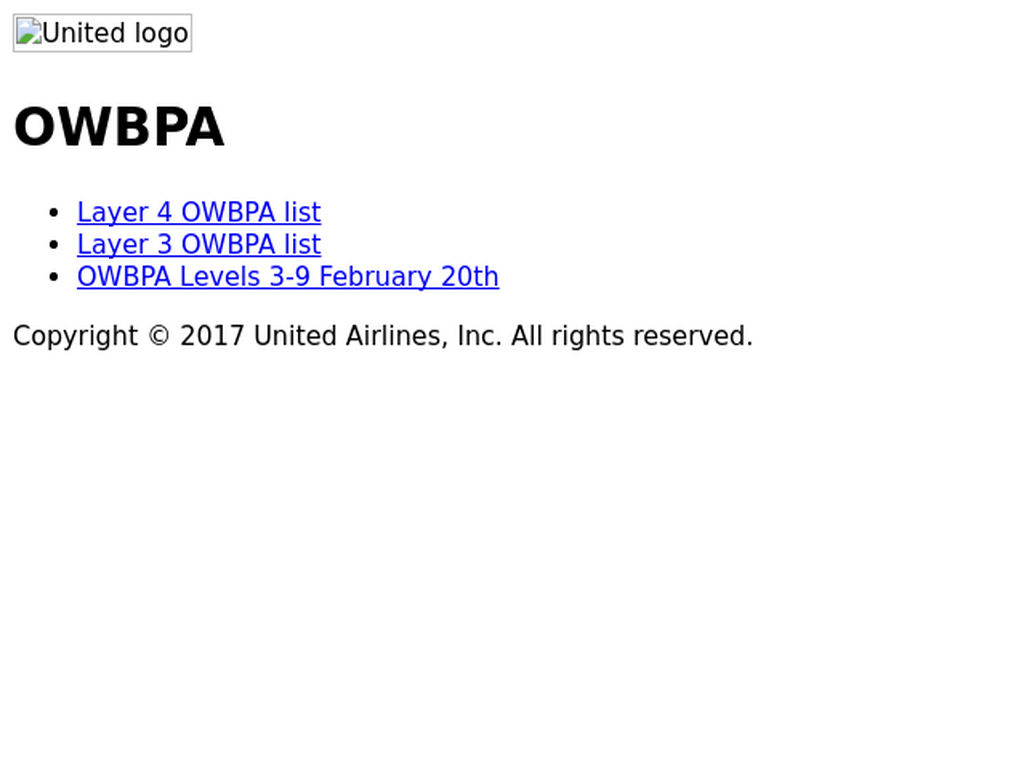 United logo
OWBPA
Layer 4 OWBPA list
Layer 3 OWBPA list
OWBPA Levels 3-9 February 20th
Copyright © 2017 United Airlines, Inc. All rights reserved.